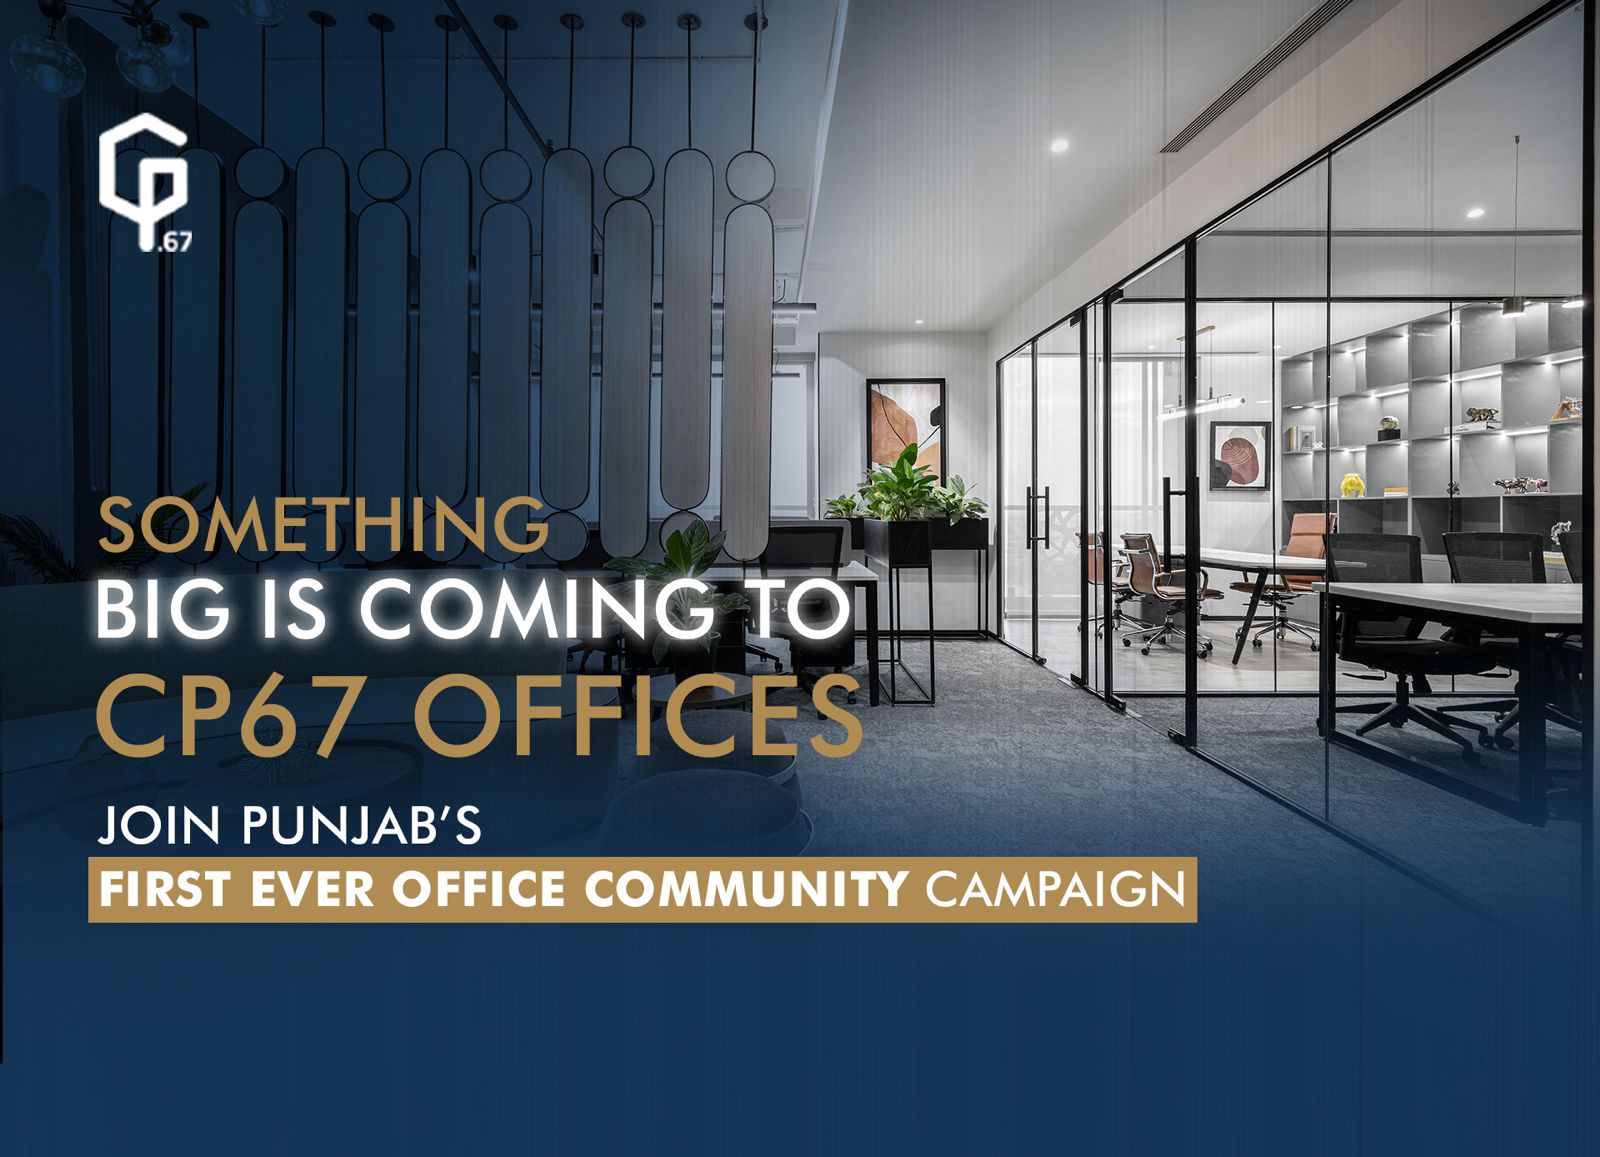 .67
SOMETHING
BIG IS COMING TO
CP67 OFFICES
JOIN PUNJAB'S
FIRST EVER OFFICE COMMUNITY CAMPAIGN